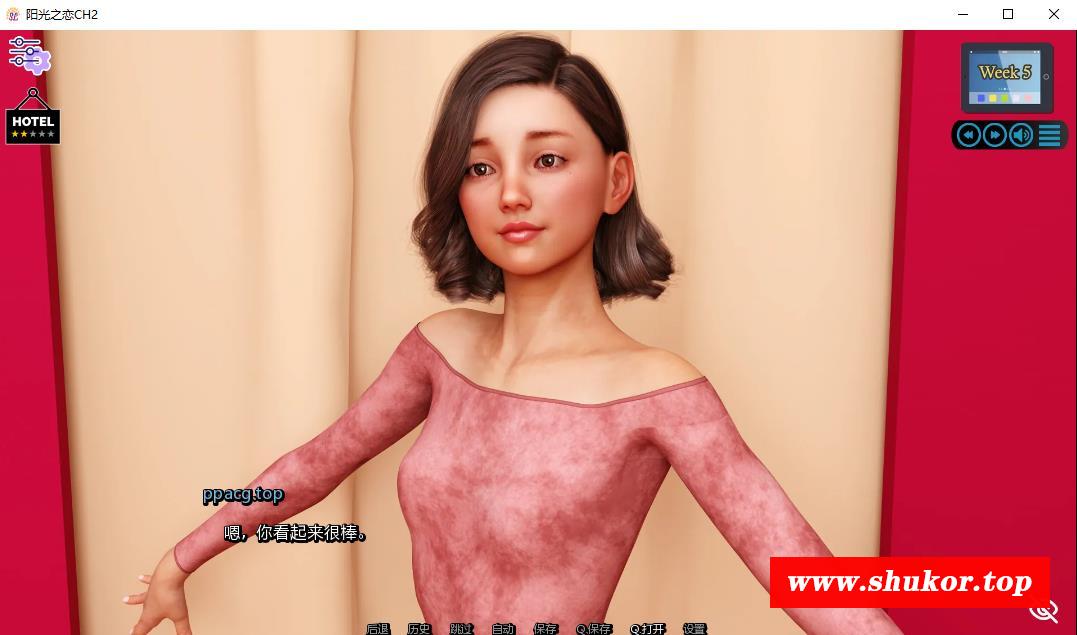 阳光之恋CH2
HOTEL
Week 5
ppacg.top
嗯，你看起来很棒。
www.shukor.top
后退 历史 跳过 自动 保存 Q.保存 Q.打开 设置